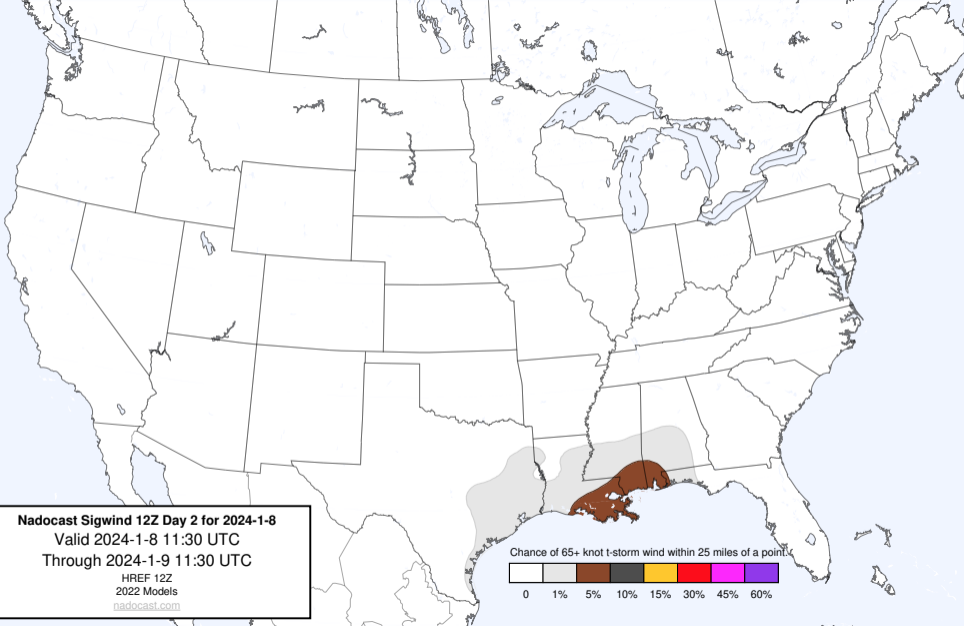 Nadocast Sigwind 12Z Day 2 for 2024-1-8
Valid 2024-1-8 11:30 UTC
Through 2024-1-9 11:30 UTC
HREF 12Z
2022 Models
nadocast.com
Chance of 65+ knot t-storm wind within 25 miles of a point.
0 1% 5% 10% 15% 30% 45% 60%